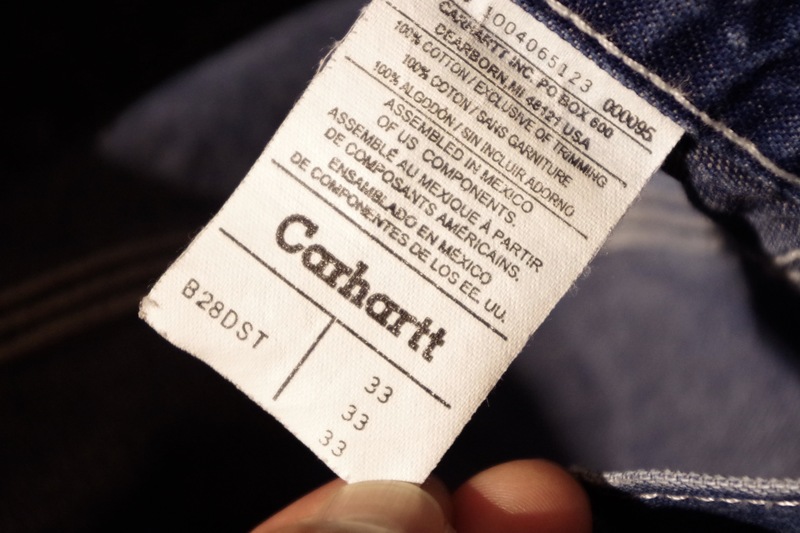 1004065123 000095
CARHARTT INC. PO BOX 600
DEARBORN, MI 48121 USA
100% COTTON / EXCLUSIVE OF TRIMMING
100% COTON / SANS GARNITURE
100% ALGODÓN / SIN INCLUIR ADORNO
ASSEMBLED IN MEXICO
OF US COMPONENTS.
ASSEMBLÉ AU MEXIQUE À PARTIR
DE COMPOSANTS AMÉRICAINS.
ENSAMBLADO EN MÉXICO
DE COMPONENTES DE LOS EE. UU.
Carhartt
B28DST
33
33
33